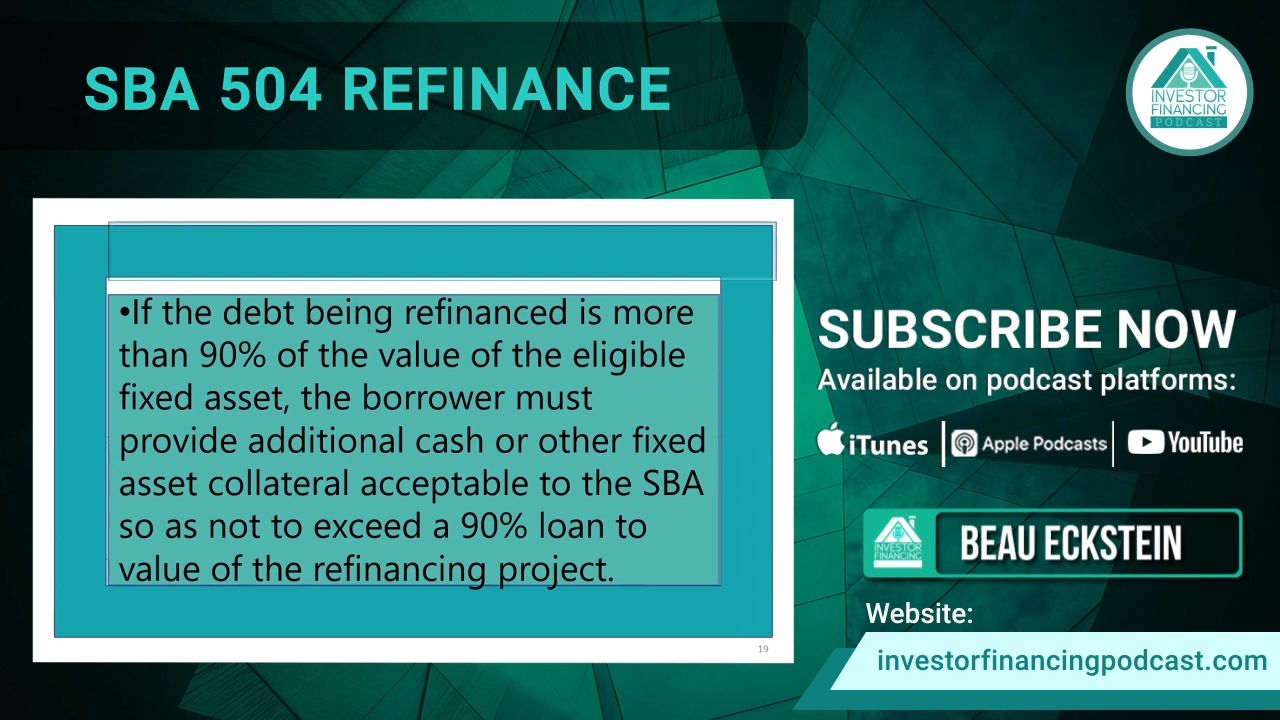 SBA 504 REFINANCE
INVESTOR
FINANCING
PODCAST
•If the debt being refinanced is more
than 90% of the value of the eligible
fixed asset, the borrower must
provide additional cash or other fixed
asset collateral acceptable to the SBA
so as not to exceed a 90% loan to
value of the refinancing project.
19
SUBSCRIBE NOW
Available on podcast platforms:
iTunes | Apple Podcasts | YouTube
INVESTOR
FINANCING
BEAU ECKSTEIN
Website:
investorfinancingpodcast.com